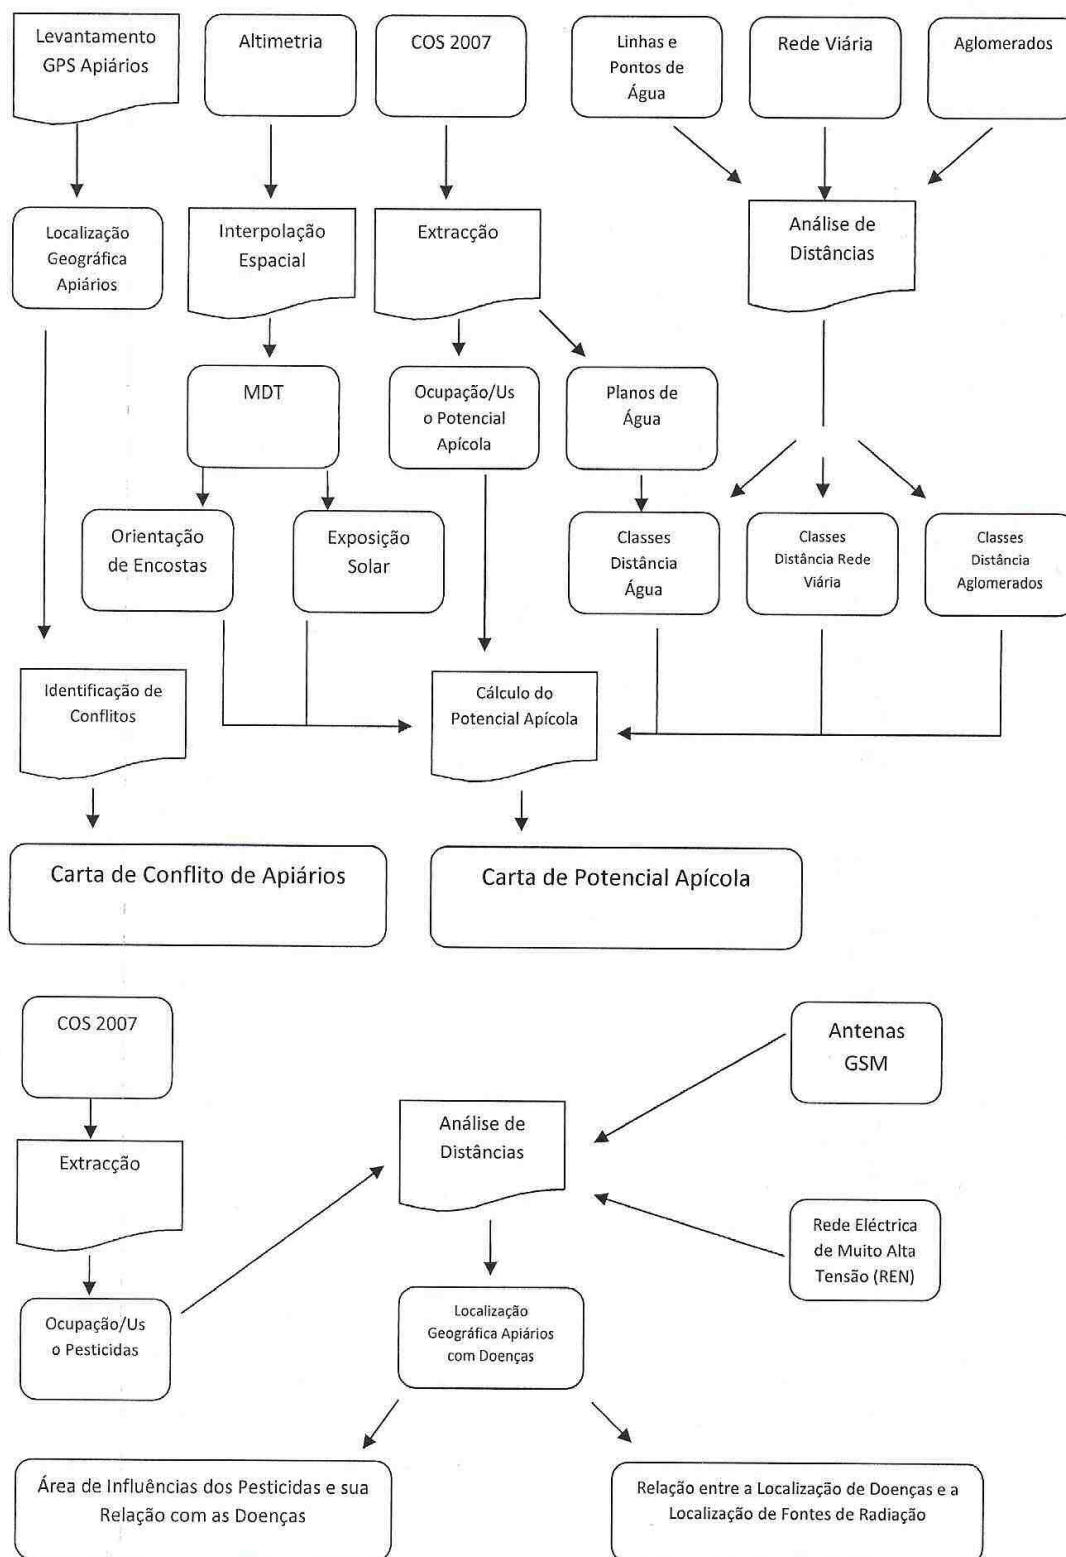 Levantamento
GPS Apiários
Altimetria
COS 2007
Linhas e
Pontos de
Água
Rede Viária
Aglomerados
Localização
Geográfica
Apiários
Interpolação
Espacial
Extracção
Análise de
Distâncias
MDT
Ocupação/Us
o Potencial
Apícola
Planos de
Água
Orientação
de Encostas
Exposição
Solar
Classes
Distância
Água
Classes
Distância Rede
Viária
Classes
Distância
Aglomerados
Identificação de
Conflitos
Cálculo do
Potencial Apícola
Carta de Conflito de Apiários
Carta de Potencial Apícola
COS 2007
Antenas
GSM
Extracção
Análise de
Distâncias
Rede Eléctrica
de Muito Alta
Tensão (REN)
Ocupação/Us
o Pesticidas
Localização
Geográfica Apiários
com Doenças
Área de Influências dos Pesticidas e sua
Relação com as Doenças
Relação entre a Localização de Doenças e a
Localização de Fontes de Radiação